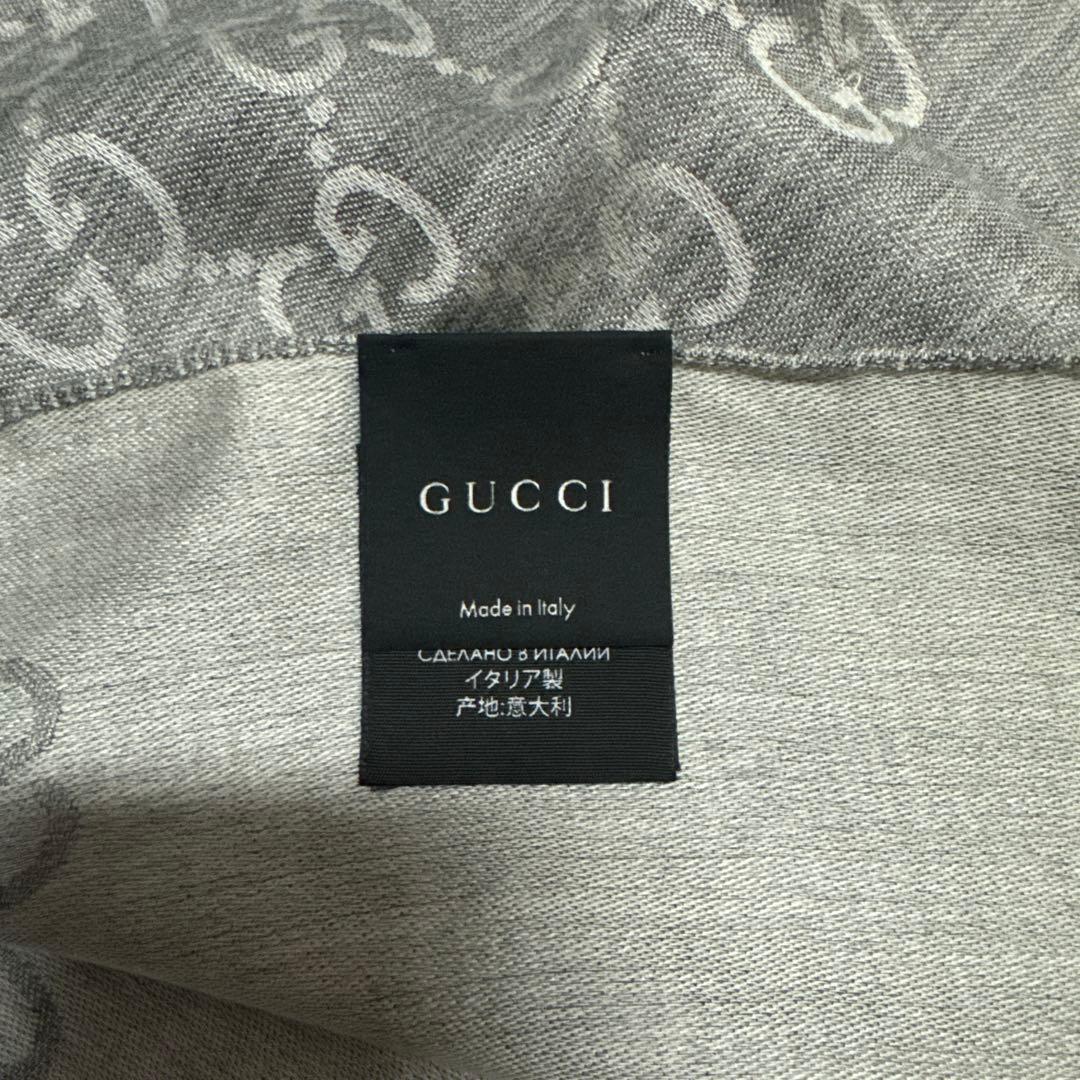 GUCCI
Made in Italy
СДЕЛАНО В ИТАЛИИ
イタリア製
产地:意大利